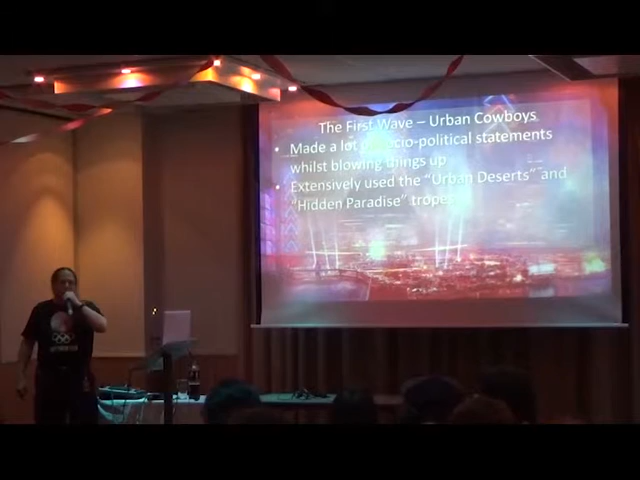 The First Wave – Urban Cowboys
• Made a lot of socio-political statements
whilst blowing things up
• Extensively used the "Urban Deserts" and
"Hidden Paradise" tropes